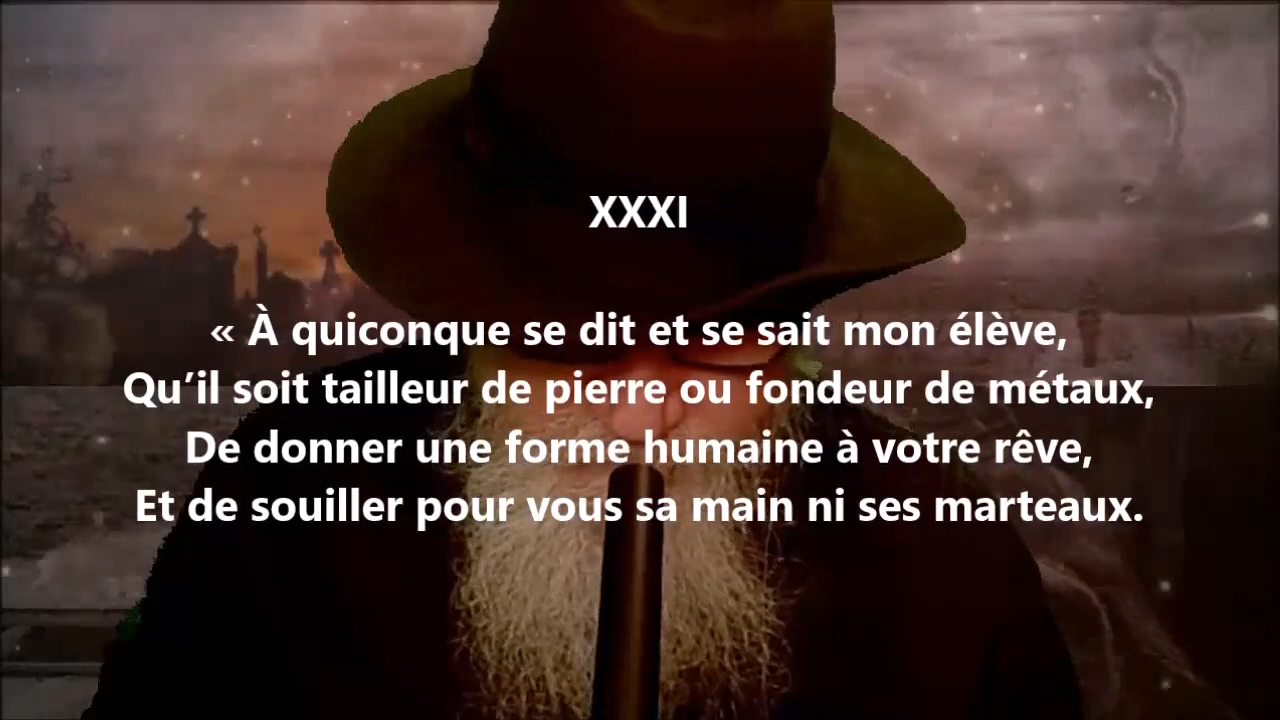 XXXI
« À quiconque se dit et se sait mon élève,
Qu’il soit tailleur de pierre ou fondeur de métaux,
De donner une forme humaine à votre rêve,
Et de souiller pour vous sa main ni ses marteaux.